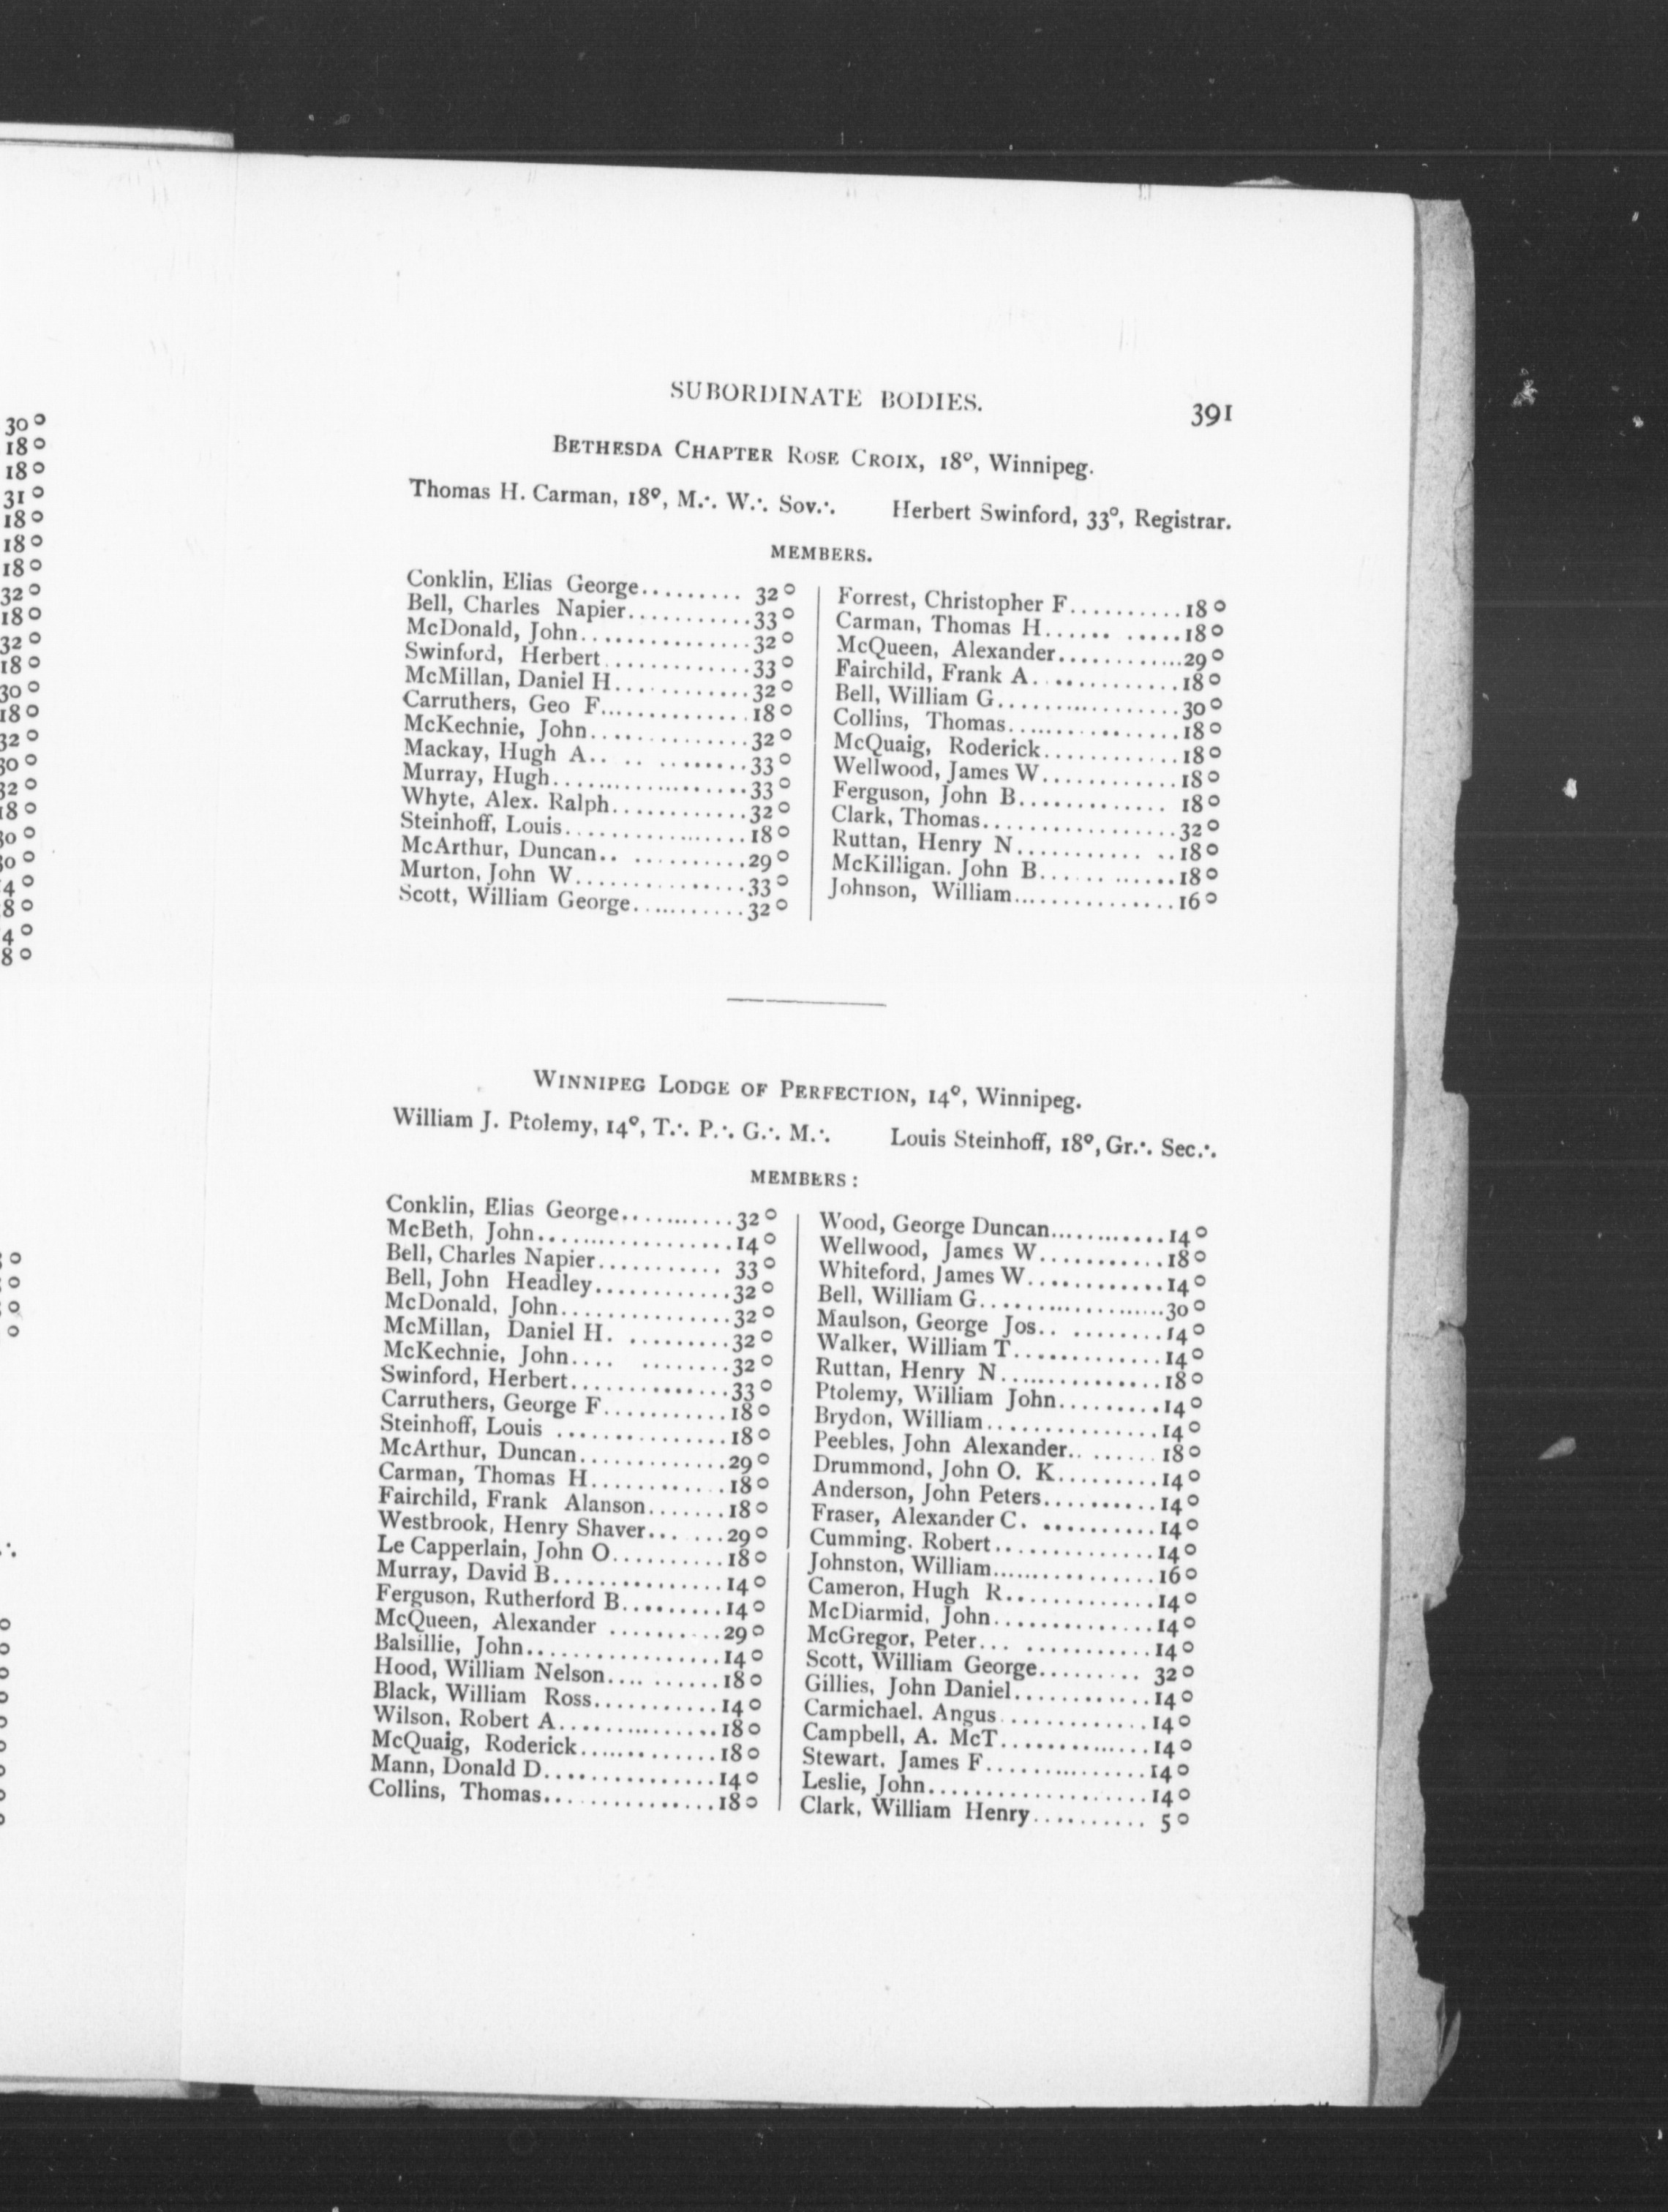 SUBORDINATE BODIES. 391
BETHESDA CHAPTER ROSE CROIX, 18°, Winnipeg.
Thomas H. Carman, 18°, M.·. W.·. Sov.·. Herbert Swinford, 33°, Registrar.
MEMBERS.
Conklin, Elias George......... 32°
Bell, Charles Napier...........33°
McDonald, John..............32°
Swinford, Herbert............33°
McMillan, Daniel H...........32°
Carruthers, Geo F.............18°
McKechnie, John.............32°
Mackay, Hugh A.. .. ........33°
Murray, Hugh.................33°
Whyte, Alex. Ralph...........32°
Steinhoff, Louis...............18°
McArthur, Duncan.. ..........29°
Murton, John W..............33°
Scott, William George..........32°
Forrest, Christopher F..........18°
Carman, Thomas H...... .....18°
McQueen, Alexander...........29°
Fairchild, Frank A............18°
Bell, William G...............30°
Collins, Thomas...............18°
McQuaig, Roderick...........18°
Wellwood, James W...........18°
Ferguson, John B............. 18°
Clark, Thomas.................32°
Ruttan, Henry N........... ..18°
McKilligan. John B...........18°
Johnson, William..............16°
WINNIPEG LODGE OF PERFECTION, 14°, Winnipeg.
William J. Ptolemy, 14°, T.·. P.·. G.·. M.·. Louis Steinhoff, 18°, Gr.·. Sec.·.
MEMBERS :
Conklin, Elias George..........32°
McBeth, John.................14°
Bell, Charles Napier........... 33°
Bell, John Headley............32°
McDonald, John..............32°
McMillan, Daniel H. .........32°
McKechnie, John.... ........32°
Swinford, Herbert.............33°
Carruthers, George F...........18°
Steinhoff, Louis ...............18°
McArthur, Duncan............29°
Carman, Thomas H...........18°
Fairchild, Frank Alanson.......18°
Westbrook, Henry Shaver.......29°
Le Capperlain, John O..........18°
Murray, David B...............14°
Ferguson, Rutherford B.........14°
McQueen, Alexander ..........29°
Balsillie, John.................14°
Hood, William Nelson.... ......18°
Black, William Ross...........14°
Wilson, Robert A..............18°
McQuaig, Roderick............18°
Mann, Donald D...............14°
Collins, Thomas...............18°
Wood, George Duncan...........14°
Wellwood, James W...........18°
Whiteford, James W............14°
Bell, William G................30°
Maulson, George Jos.. ........14°
Walker, William T.............14°
Ruttan, Henry N..............18°
Ptolemy, William John.........14°
Brydon, William...............14°
Peebles, John Alexander.. ......18°
Drummond, John O. K.........14°
Anderson, John Peters..........14°
Fraser, Alexander C. ..........14°
Cumming. Robert..............14°
Johnston, William..............16°
Cameron, Hugh R.............14°
McDiarmid, John..............14°
McGregor, Peter... ...........14°
Scott, William George......... 32°
Gillies, John Daniel............14°
Carmichael, Angus.............14°
Campbell, A. McT.............14°
Stewart, James F..............14°
Leslie, John...................14°
Clark, William Henry.......... 5°